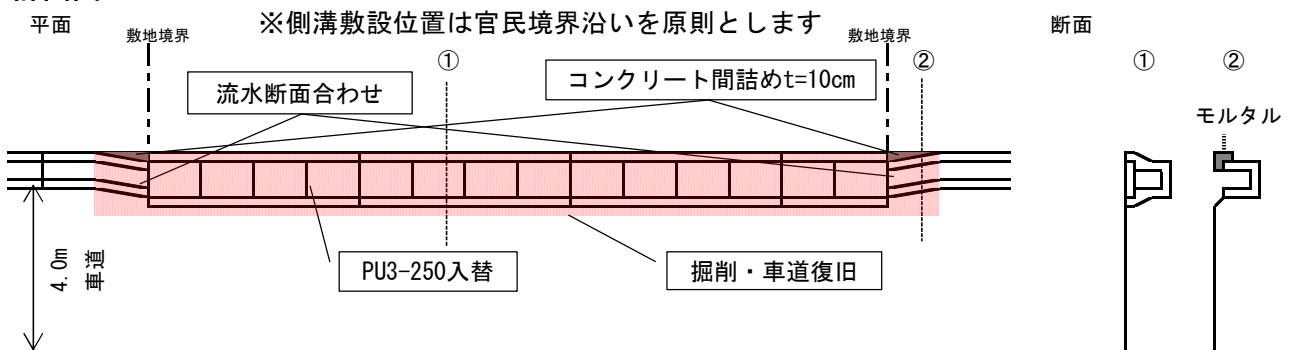 平面
※側溝敷設位置は官民境界沿いを原則とします
断面
敷地境界
敷地境界
①
②
①
②
流水断面合わせ
コンクリート間詰めt=10cm
モルタル
4.0m
車道
PU3-250入替
掘削・車道復旧